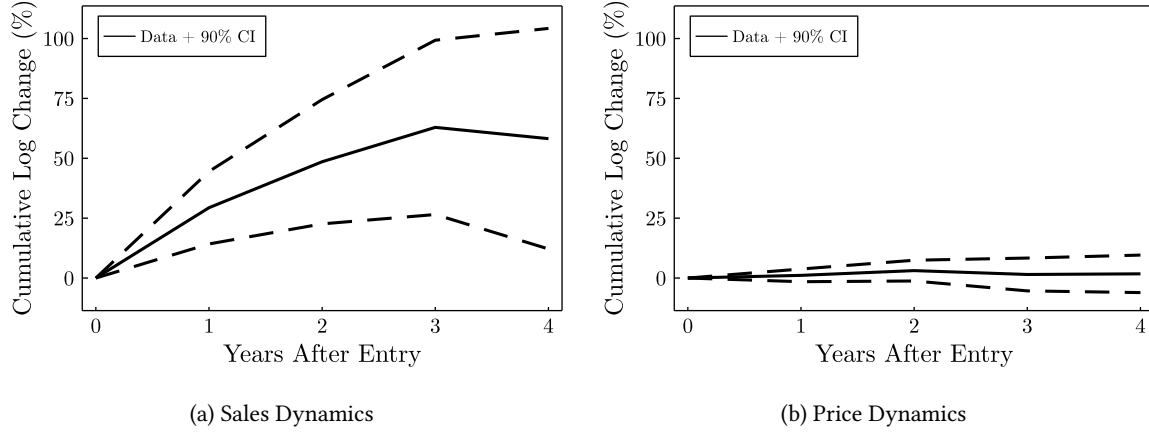 Cumulative Log Change (%)
100
75
50
25
0
Data + 90% CI
0 1 2 3 4
Years After Entry
(a) Sales Dynamics
Cumulative Log Change (%)
100
75
50
25
0
Data + 90% CI
0 1 2 3 4
Years After Entry
(b) Price Dynamics